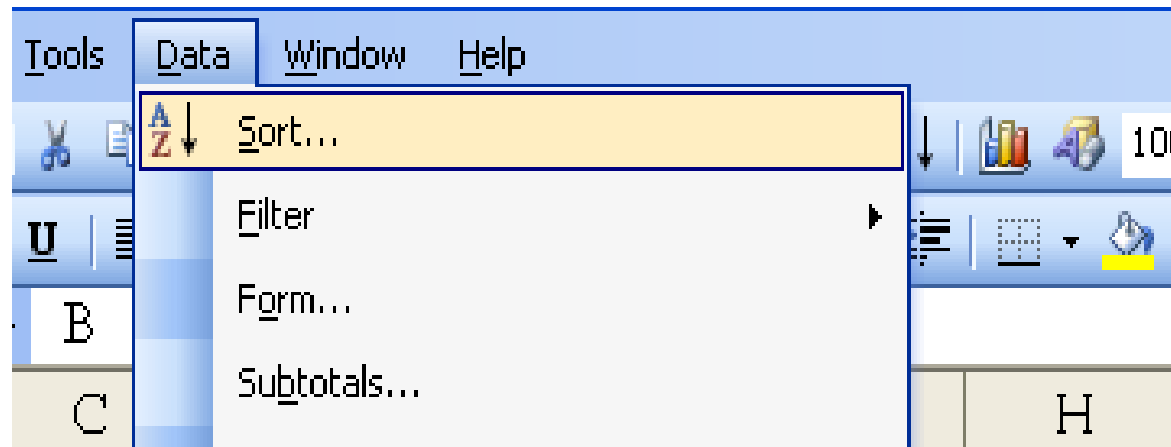 Tools Data Window Help
A Z Sort...
Filter
U
Form...
B
Subtotals...
C H